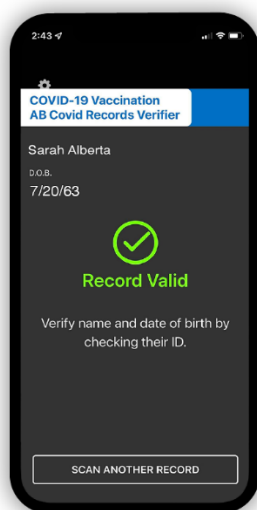 2:43
COVID-19 Vaccination
AB Covid Records Verifier
Sarah Alberta
D.O.B.
7/20/63
Record Valid
Verify name and date of birth by
checking their ID.
SCAN ANOTHER RECORD